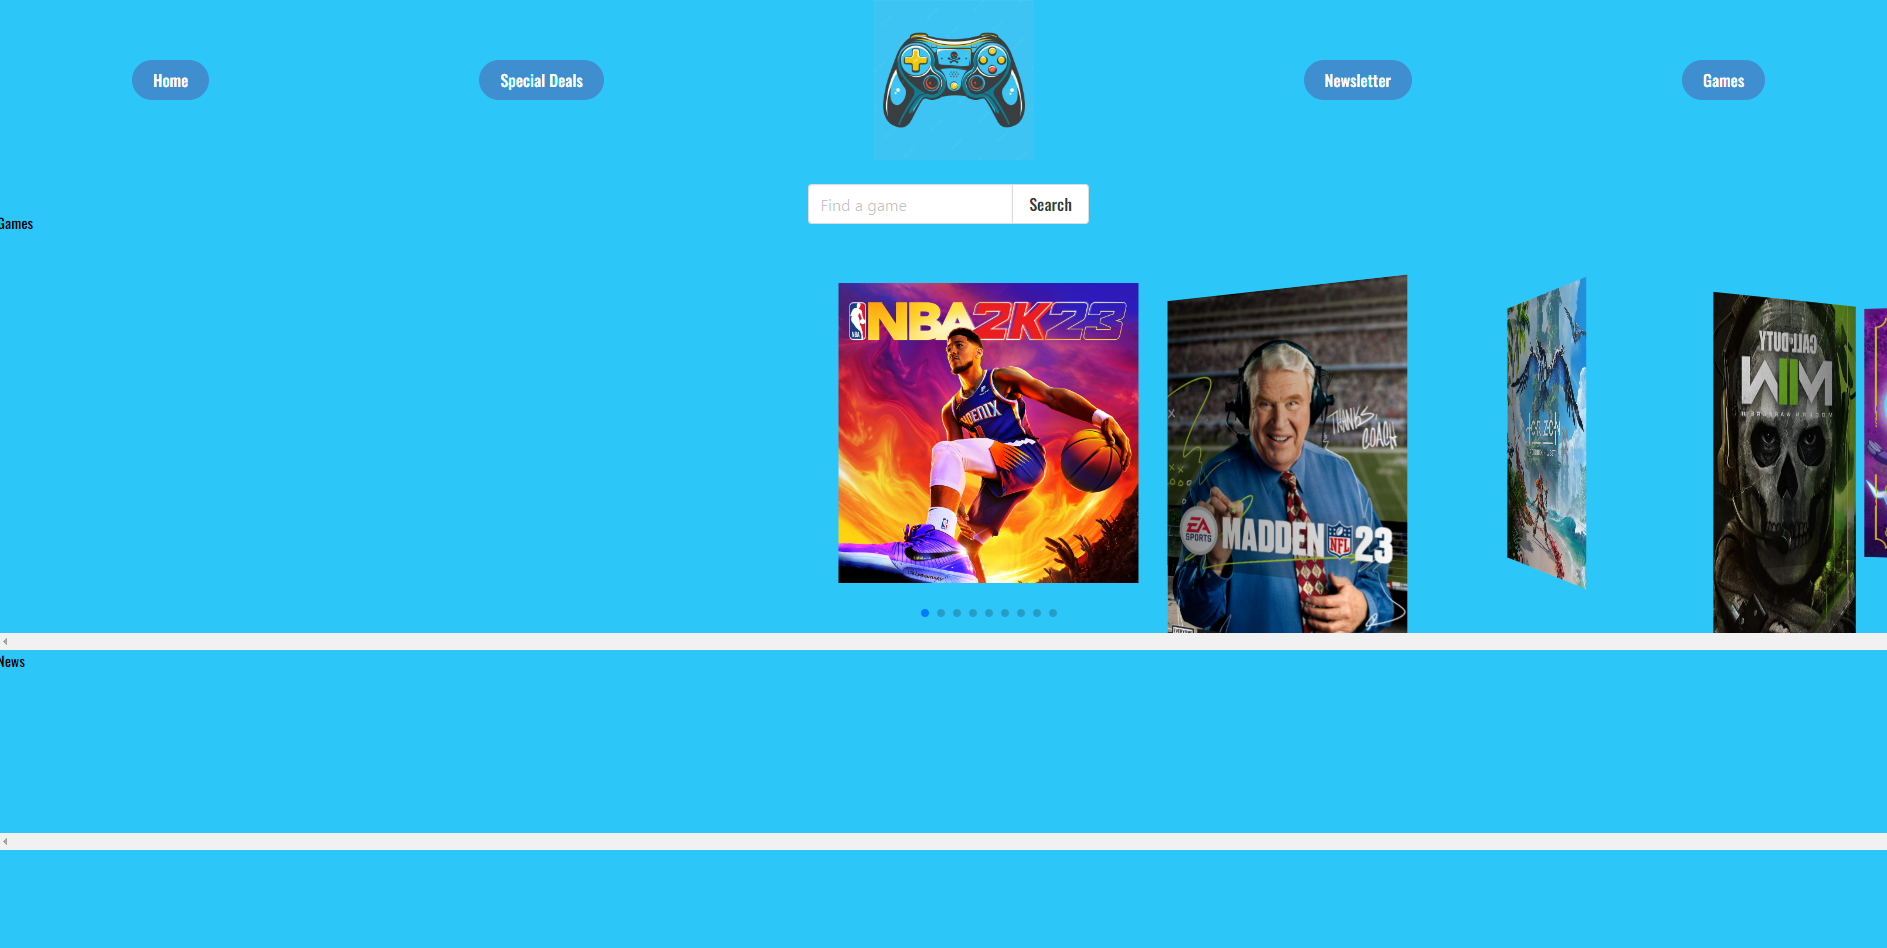 Home
Special Deals
Newsletter
Games
Find a game
Search
Games
NBA 2K23
NBA
PHOENIX
THANKS,
COACH
EA
SPORTS
MADDEN NFL 23
CALL OF DUTY
MWII
News